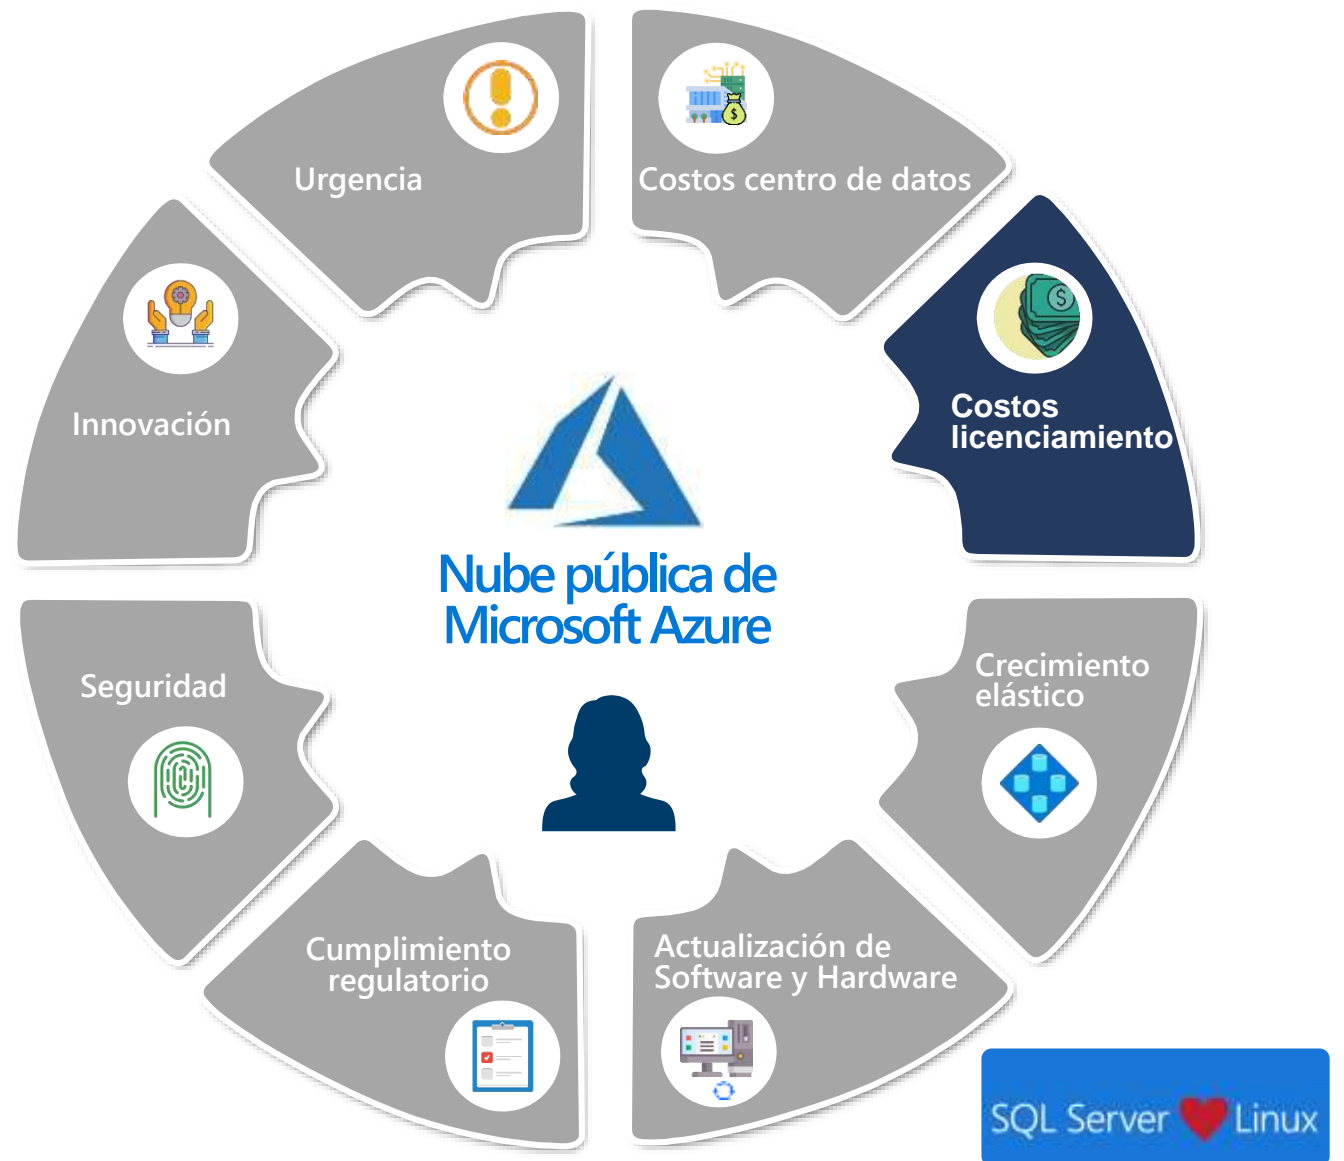 Urgencia
Costos centro de datos
Innovación
Costos
licenciamiento
Nube pública de
Microsoft Azure
Seguridad
Crecimiento
elástico
Cumplimiento
regulatorio
Actualización de
Software y Hardware
SQL Server ❤ Linux